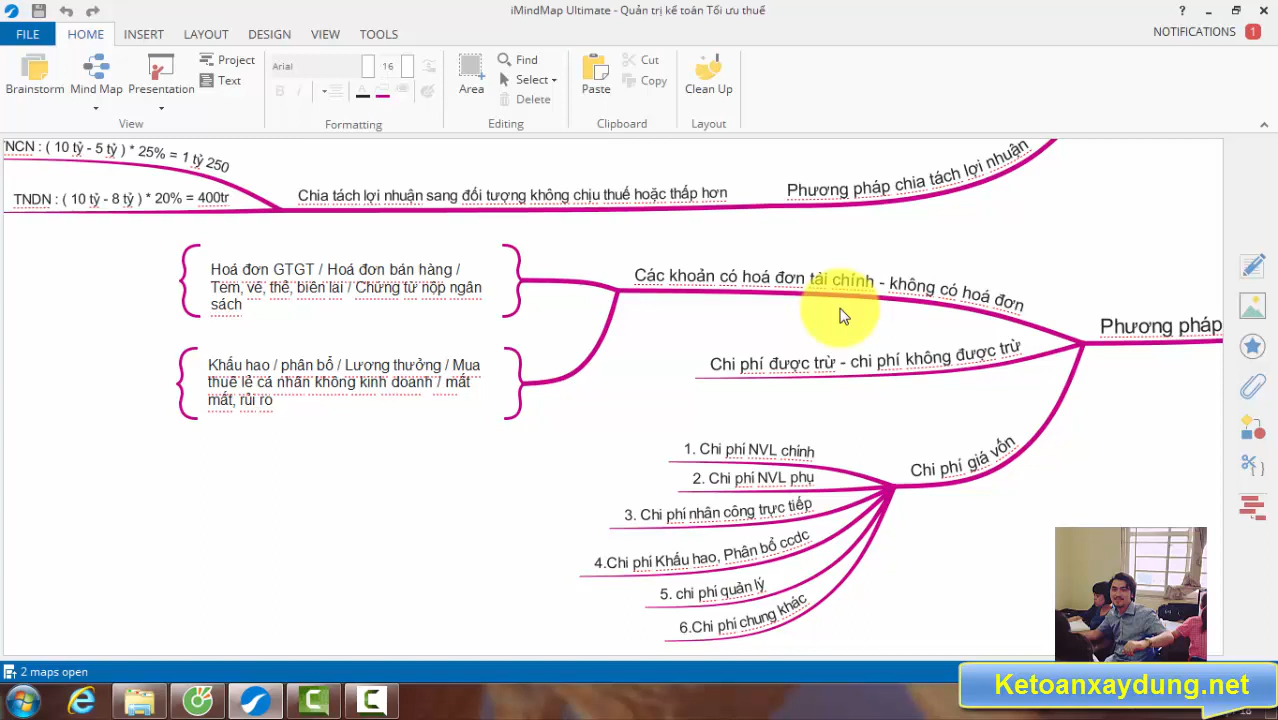 iMindMap Ultimate - Quản trị kế toán Tối ưu thuế
FILE
HOME
INSERT
LAYOUT
DESIGN
VIEW
TOOLS
NOTIFICATIONS 1
Brainstorm
Mind Map
Presentation
Project
Text
View
Arial
16
B I
A
Formatting
Area
Find
Select
Delete
Editing
Paste
Cut
Copy
Clipboard
Clean Up
Layout
NCN : ( 10 tỷ - 5 tỷ ) * 25% = 1 tỷ 250
TNDN : ( 10 tỷ - 8 tỷ ) * 20% = 400tr
Chia tách lợi nhuận sang đối tượng không chịu thuế hoặc thấp hơn
Phương pháp chia tách lợi nhuận
Hoá đơn GTGT / Hoá đơn bán hàng /
Tem, vé, thẻ, biên lai / Chứng từ nộp ngân
sách
Các khoản có hoá đơn tài chính - không có hoá đơn
Phương pháp
Khấu hao / phân bổ / Lương thưởng / Mua
thuê lẻ cá nhân không kinh doanh / mất
mát, rủi ro
Chi phí được trừ - chi phí không được trừ
Chi phí giá vốn
1. Chi phí NVL chính
2. Chi phí NVL phụ
3. Chi phí nhân công trực tiếp
4.Chi phí Khấu hao, Phân bổ ccdc
5. chi phí quản lý
6.Chi phí chung khác
2 maps open
Ketoanxaydung.net